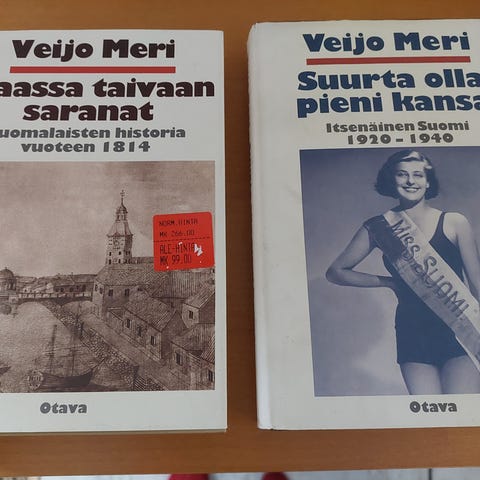 Veijo Meri
aassa taivaan
saranat
uomalaisten historia
vuoteen 1814
NORM.HINTA
MK 266.00
ALE-HINTA
MK 99.00
Otava
Veijo Meri
Suurta olla
pieni kansa
Itsenäinen Suomi
1920 - 1940
MISS SUOMI
Otava